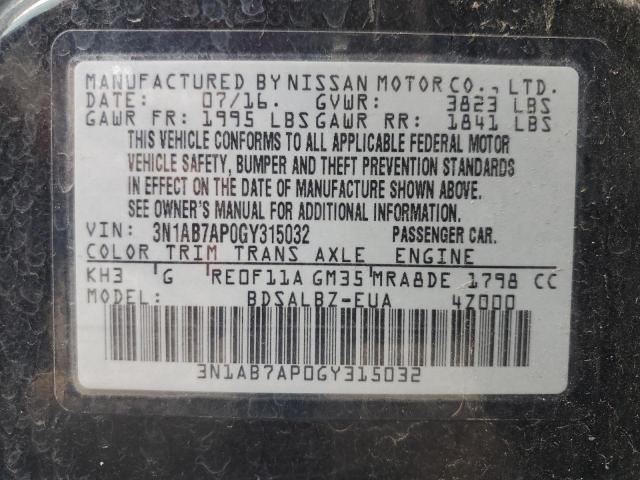 MANUFACTURED BY NISSAN MOTOR CO., LTD.
DATE: 07/16. GVWR: 3823 LBS
GAWR FR: 1995 LBS GAWR RR: 1841 LBS
THIS VEHICLE CONFORMS TO ALL APPLICABLE FEDERAL MOTOR
VEHICLE SAFETY, BUMPER AND THEFT PREVENTION STANDARDS
IN EFFECT ON THE DATE OF MANUFACTURE SHOWN ABOVE.
SEE OWNER'S MANUAL FOR ADDITIONAL INFORMATION.
VIN: 3N1AB7AP0GY315032 PASSENGER CAR.
COLOR TRIM TRANS AXLE ENGINE
KH3 G RE0F11A GM35 MRA8DE 1798 CC
MODEL: BDSALBZ-EUA 4Z000
3N1AB7AP0GY315032